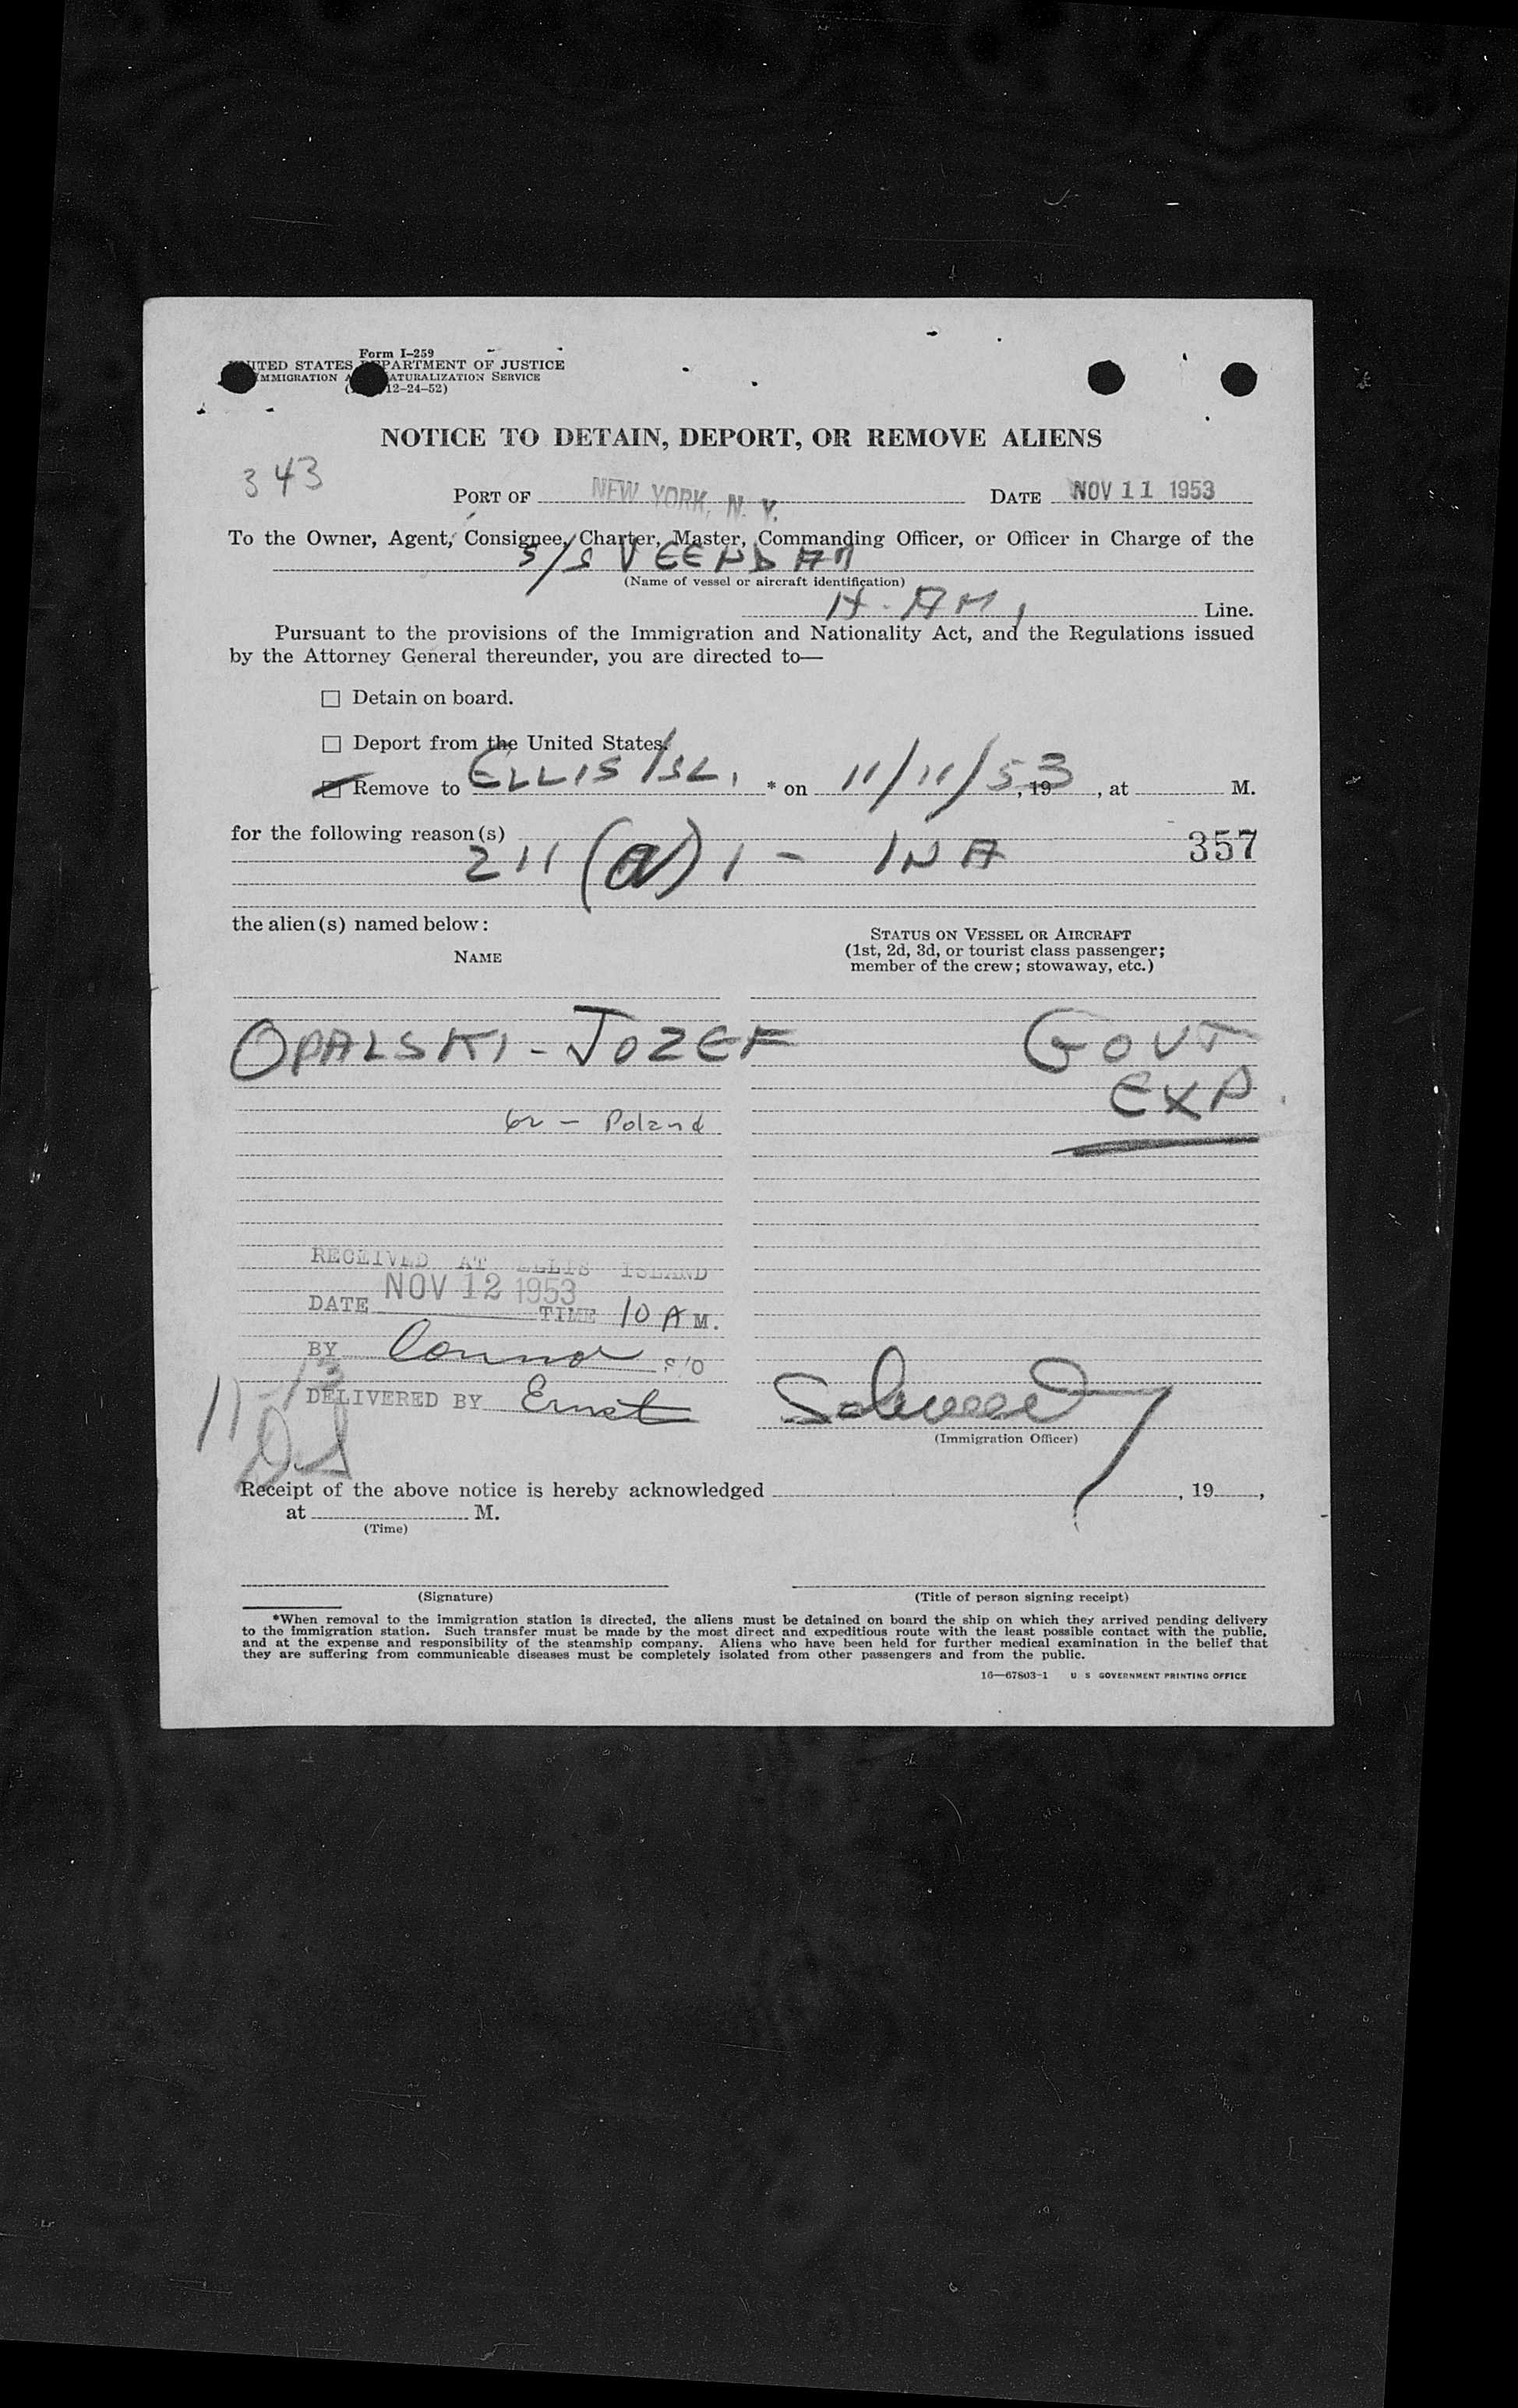 Form I-259
UNITED STATES DEPARTMENT OF JUSTICE
IMMIGRATION A NATURALIZATION SERVICE
( 12-24-52)
NOTICE TO DETAIN, DEPORT, OR REMOVE ALIENS
343
PORT OF NEW YORK, N. Y. DATE NOV 11 1953
To the Owner, Agent, Consignee, Charter, Master, Commanding Officer, or Officer in Charge of the
S/S VEENDAM
(Name of vessel or aircraft identification)
H. AM, Line.
Pursuant to the provisions of the Immigration and Nationality Act, and the Regulations issued
by the Attorney General thereunder, you are directed to—
Detain on board.
Deport from the United States.
Remove to ELLIS ISL. * on 11/11/53, 19 , at M.
for the following reason(s)
211 (a) 1 - INA 357
the alien(s) named below:
NAME
STATUS ON VESSEL OR AIRCRAFT
(1st, 2d, 3d, or tourist class passenger;
member of the crew; stowaway, etc.)
OPALSKI - JOZEF GOVT
EXP.
62 - Poland
RECEIVED AT ELLIS ISLAND
NOV 12 1953
DATE TIME 10 A M.
BY Connor S/O
11-13
DELIVERED BY Ernst
(Immigration Officer)
Receipt of the above notice is hereby acknowledged , 19 ,
at M.
(Time)
(Signature) (Title of person signing receipt)
*When removal to the immigration station is directed, the aliens must be detained on board the ship on which they arrived pending delivery
to the immigration station. Such transfer must be made by the most direct and expeditious route with the least possible contact with the public,
and at the expense and responsibility of the steamship company. Aliens who have been held for further medical examination in the belief that
they are suffering from communicable diseases must be completely isolated from other passengers and from the public.
16—67803-1 U S GOVERNMENT PRINTING OFFICE